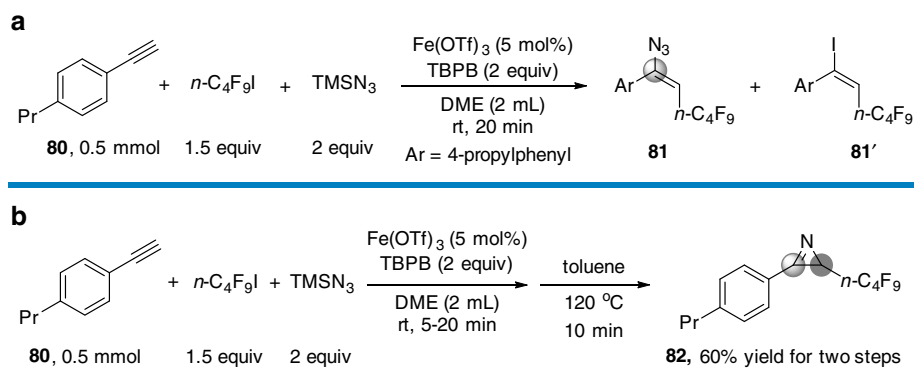 a
Pr
80, 0.5 mmol
+
n-C4F9I
1.5 equiv
+
TMSN3
2 equiv
Fe(OTf)3 (5 mol%)
TBPB (2 equiv)
DME (2 mL)
rt, 20 min
Ar = 4-propylphenyl
N3
Ar
n-C4F9
81
+
I
Ar
n-C4F9
81′
b
Pr
80, 0.5 mmol
+
n-C4F9I
1.5 equiv
+
TMSN3
2 equiv
Fe(OTf)3 (5 mol%)
TBPB (2 equiv)
DME (2 mL)
rt, 5-20 min
toluene
120 °C
10 min
N
n-C4F9
Pr
82, 60% yield for two steps